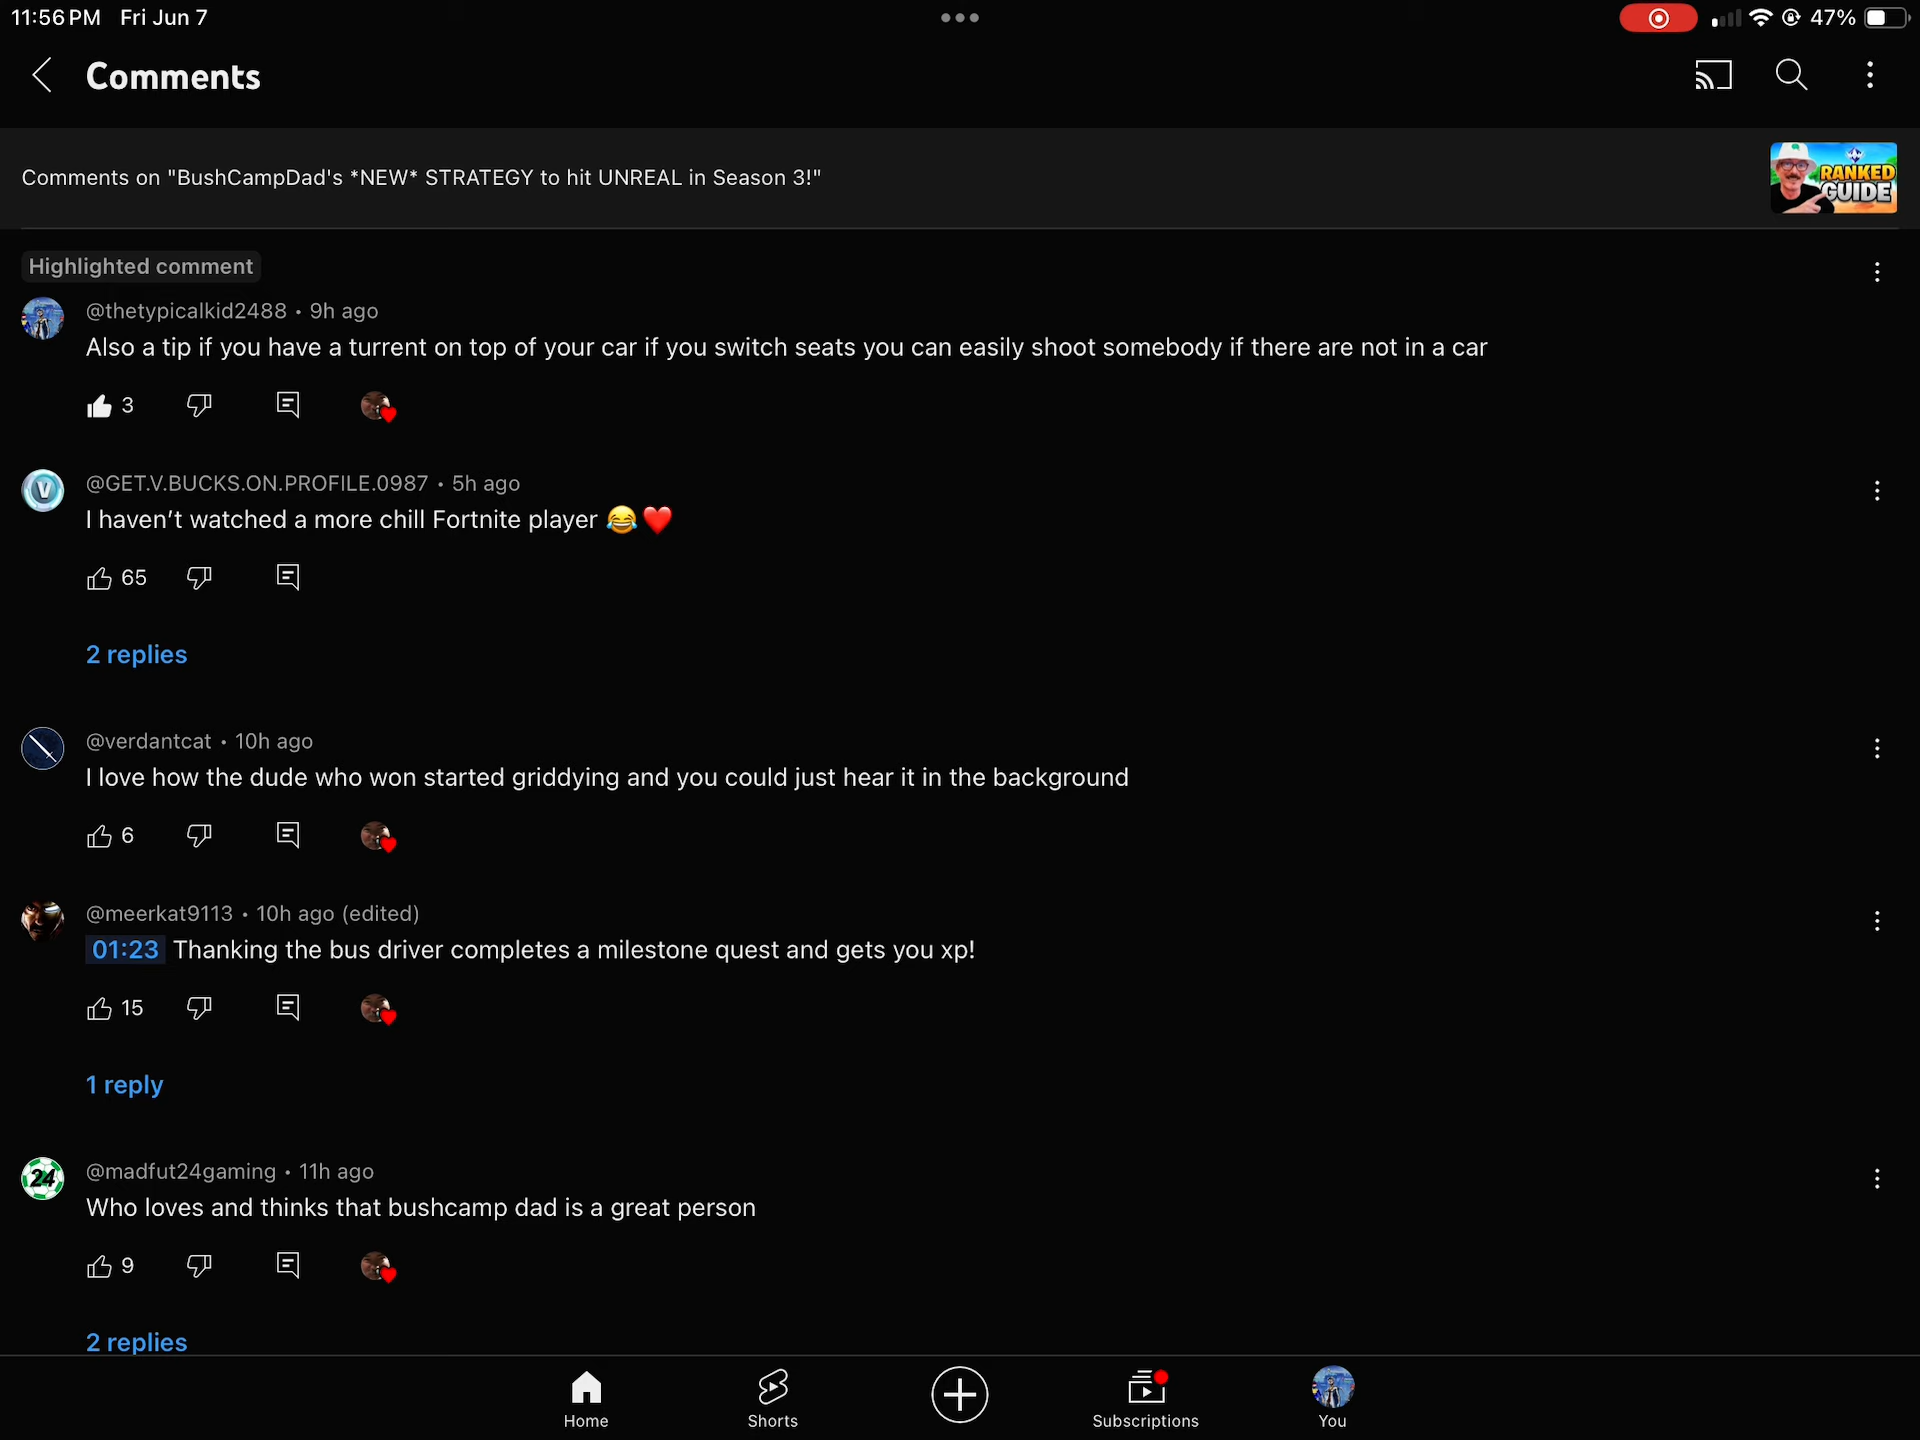 11:56 PM Fri Jun 7
47%
Comments
Comments on "BushCampDad's *NEW* STRATEGY to hit UNREAL in Season 3!"
RANKED
GUIDE
Highlighted comment
@thetypicalkid2488 • 9h ago
Also a tip if you have a turrent on top of your car if you switch seats you can easily shoot somebody if there are not in a car
3
@GET.V.BUCKS.ON.PROFILE.0987 • 5h ago
I haven’t watched a more chill Fortnite player 😂❤️
65
2 replies
@verdantcat • 10h ago
I love how the dude who won started griddying and you could just hear it in the background
6
@meerkat9113 • 10h ago (edited)
01:23 Thanking the bus driver completes a milestone quest and gets you xp!
15
1 reply
24
@madfut24gaming • 11h ago
Who loves and thinks that bushcamp dad is a great person
9
2 replies
Home
Shorts
Subscriptions
You